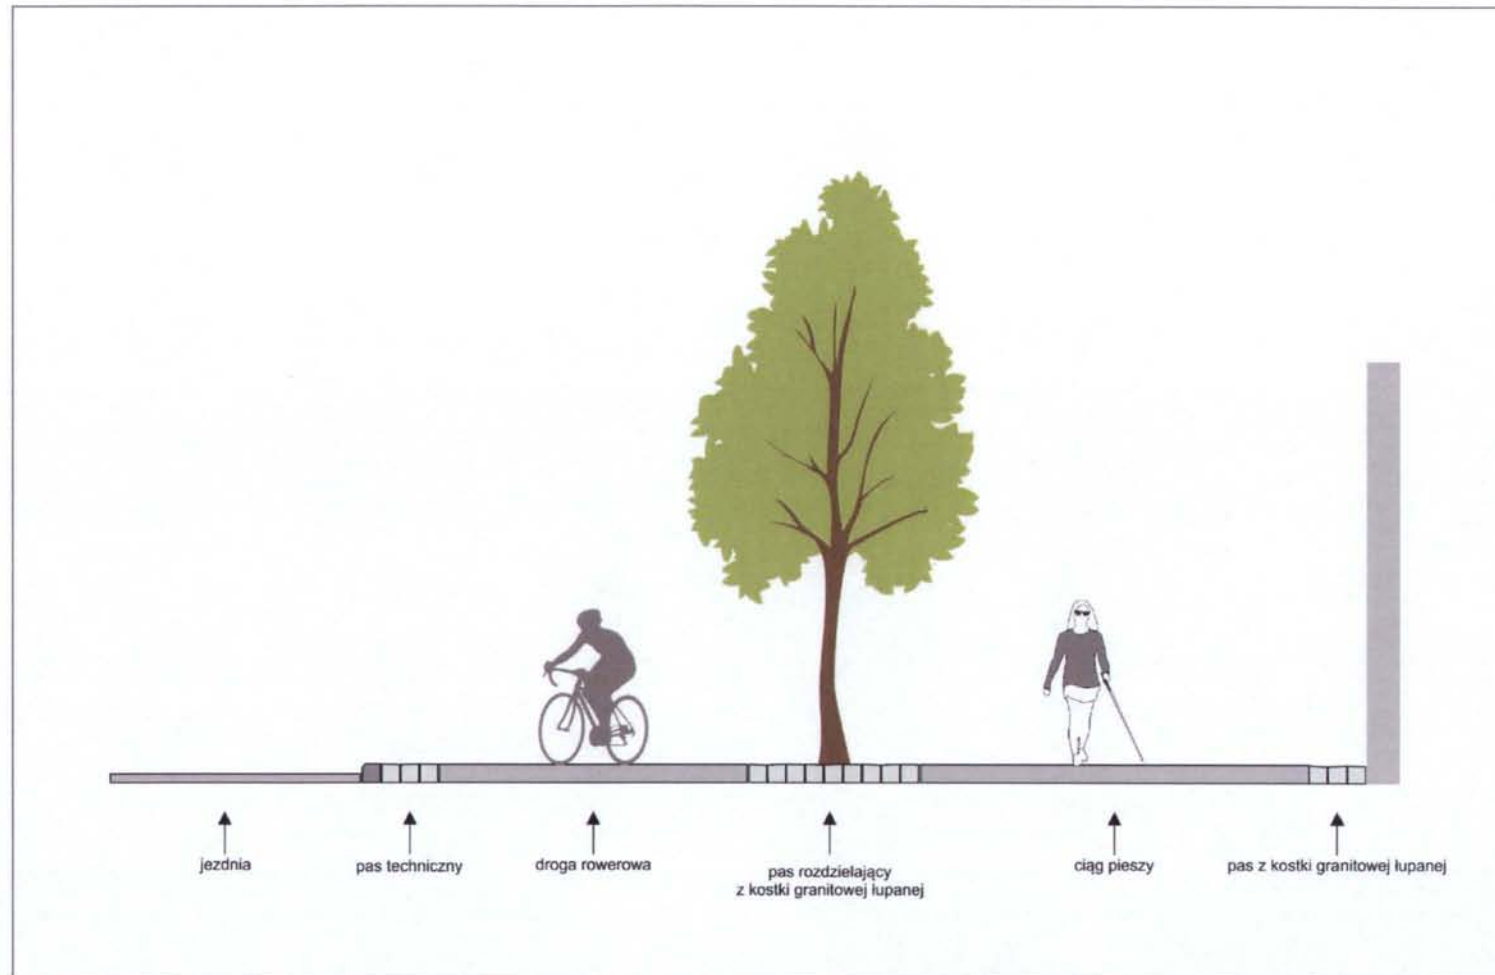 jezdnia
pas techniczny
droga rowerowa
pas rozdzielający
z kostki granitowej łupanej
ciąg pieszy
pas z kostki granitowej łupanej